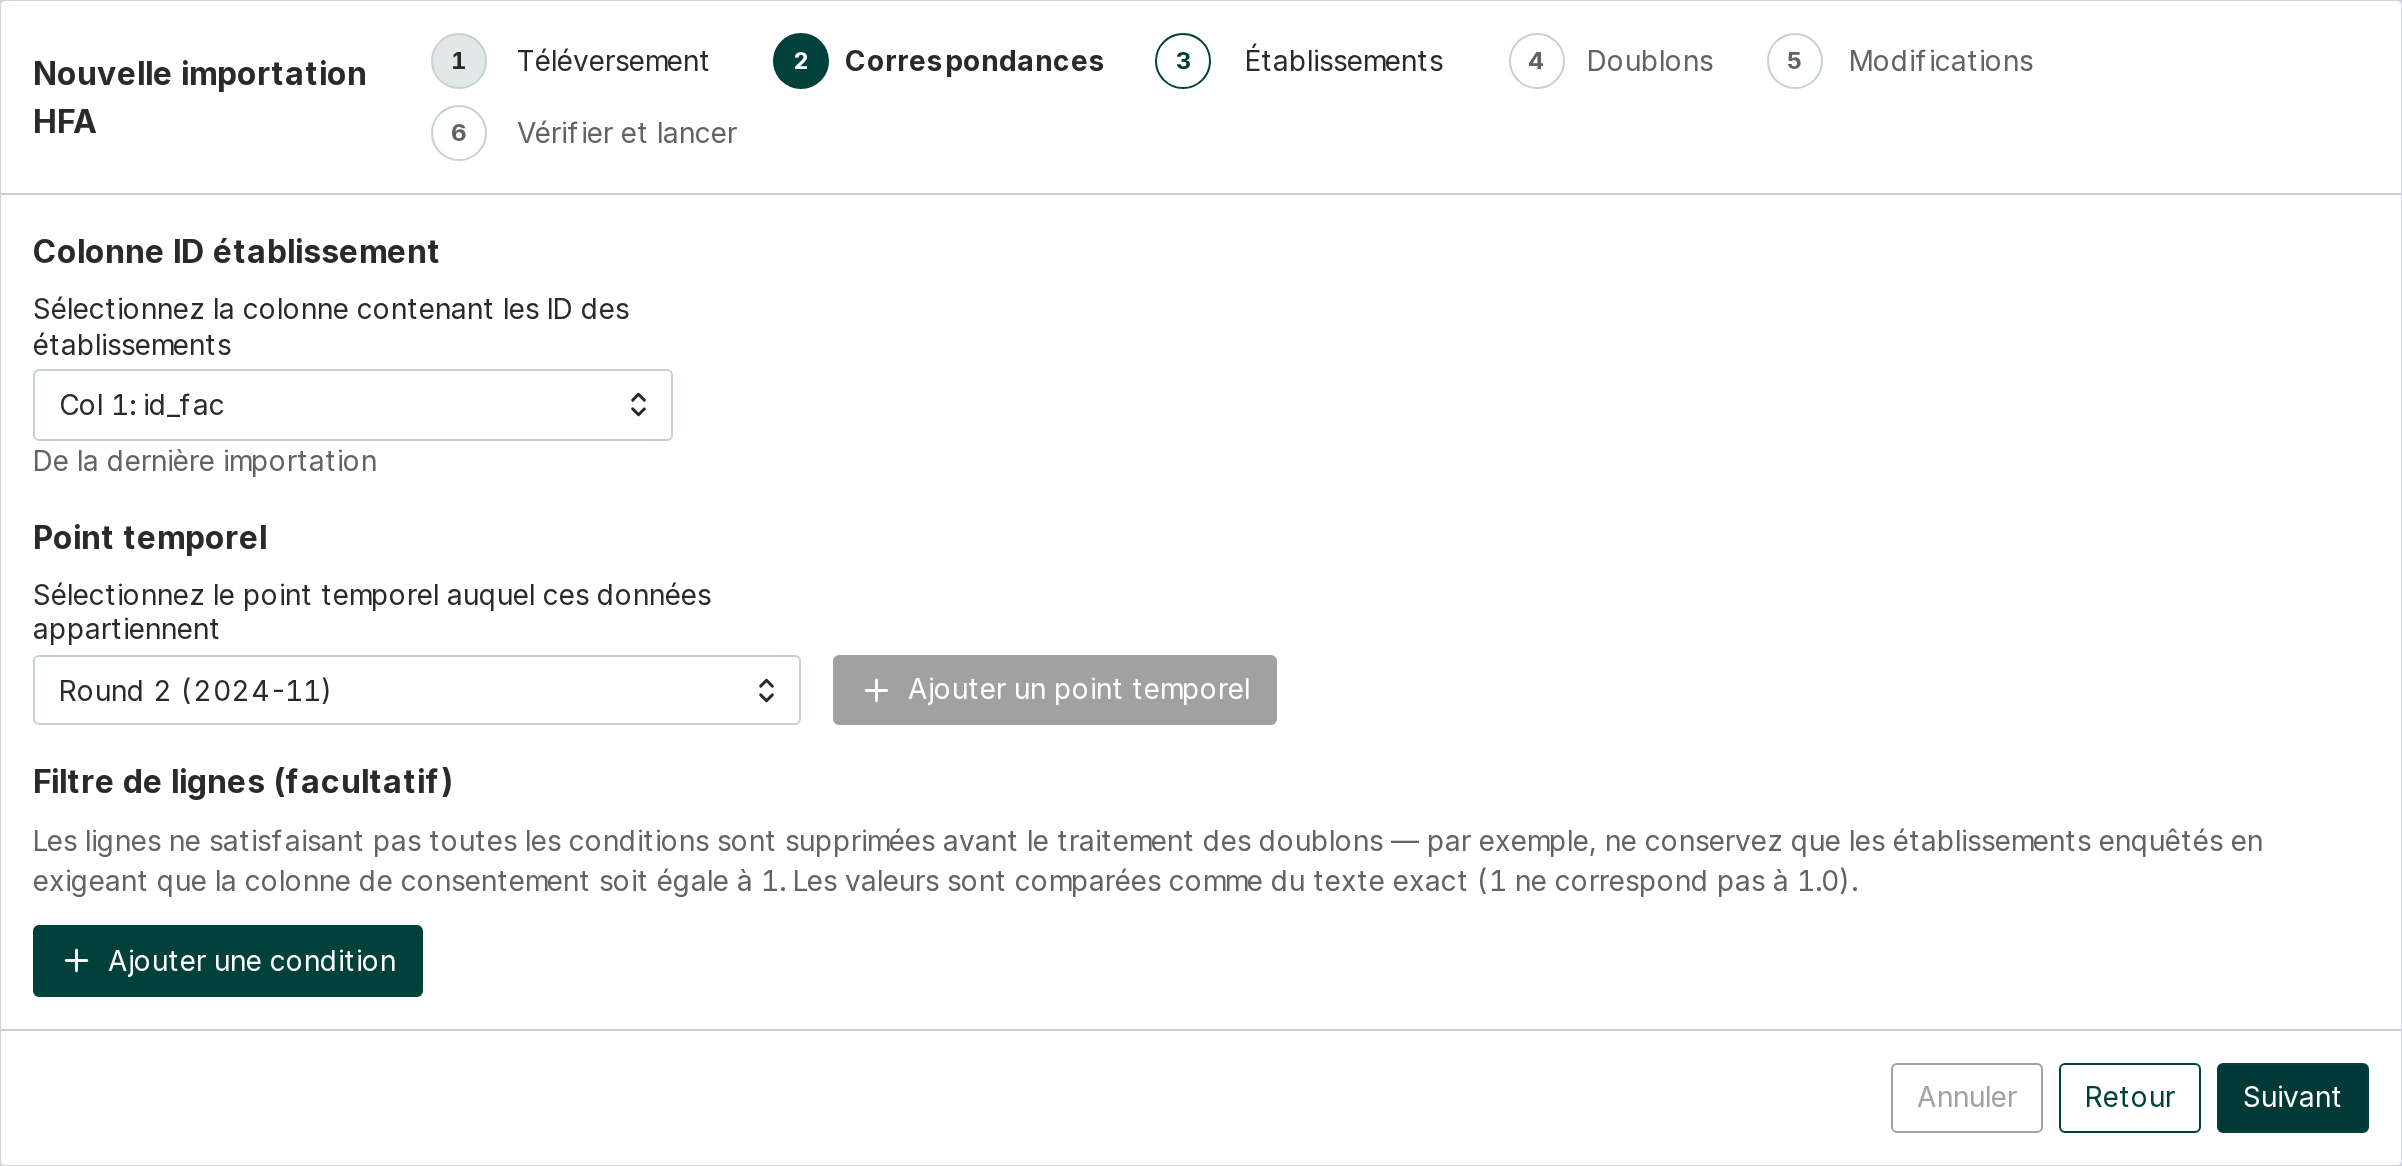 Nouvelle importation
HFA
1 Téléversement
2 Correspondances
3 Établissements
4 Doublons
5 Modifications
6 Vérifier et lancer
Colonne ID établissement
Sélectionnez la colonne contenant les ID des
établissements
Col 1: id_fac
De la dernière importation
Point temporel
Sélectionnez le point temporel auquel ces données
appartiennent
Round 2 (2024-11)
+ Ajouter un point temporel
Filtre de lignes (facultatif)
Les lignes ne satisfaisant pas toutes les conditions sont supprimées avant le traitement des doublons — par exemple, ne conservez que les établissements enquêtés en
exigeant que la colonne de consentement soit égale à 1. Les valeurs sont comparées comme du texte exact (1 ne correspond pas à 1.0).
+ Ajouter une condition
Annuler
Retour
Suivant